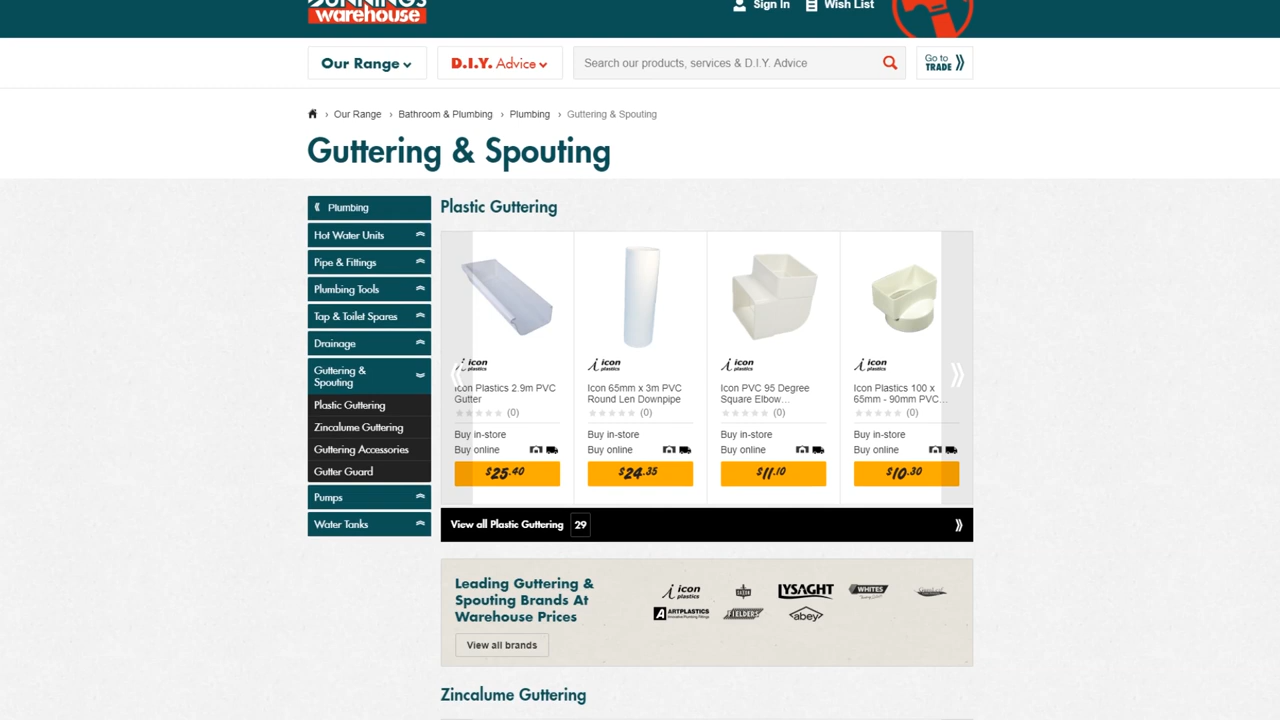 BUNNINGS
warehouse
Sign In
Wish List
Our Range
D.I.Y. Advice
Search our products, services & D.I.Y. Advice
Go to
TRADE
› Our Range › Bathroom & Plumbing › Plumbing › Guttering & Spouting
Guttering & Spouting
Plumbing
Hot Water Units
Pipe & Fittings
Plumbing Tools
Tap & Toilet Spares
Drainage
Guttering &
Spouting
Plastic Guttering
Zincalume Guttering
Guttering Accessories
Gutter Guard
Pumps
Water Tanks
Plastic Guttering
icon
plastics
Icon Plastics 2.9m PVC
Gutter
(0)
Buy in-store
Buy online
$25.40
icon
plastics
Icon 65mm x 3m PVC
Round Len Downpipe
(0)
Buy in-store
Buy online
$24.35
icon
plastics
Icon PVC 95 Degree
Square Elbow…
(0)
Buy in-store
Buy online
$11.10
icon
plastics
Icon Plastics 100 x
65mm - 90mm PVC…
(0)
Buy in-store
Buy online
$10.30
View all Plastic Guttering 29
Leading Guttering &
Spouting Brands At
Warehouse Prices
View all brands
icon
plastics
LYSAGHT
WHITES
ARTPLASTICS
FIELDERS
abey
Zincalume Guttering